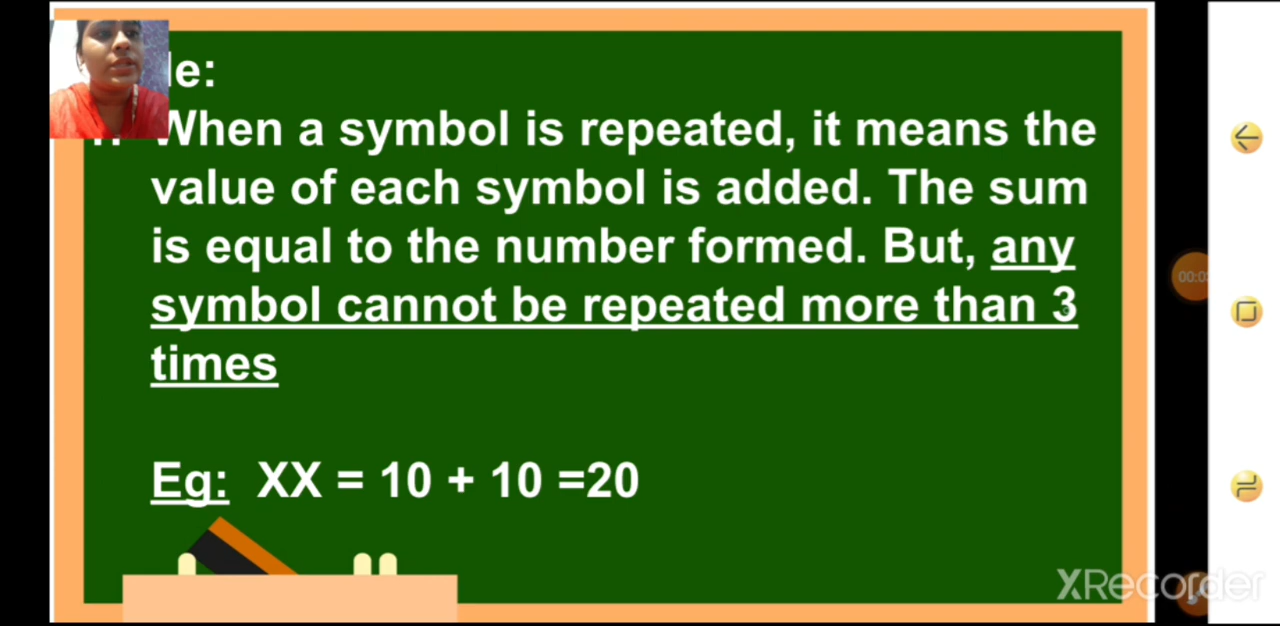 le:
When a symbol is repeated, it means the
value of each symbol is added. The sum
is equal to the number formed. But, any
symbol cannot be repeated more than 3
times
Eg: XX = 10 + 10 =20
XRecorder